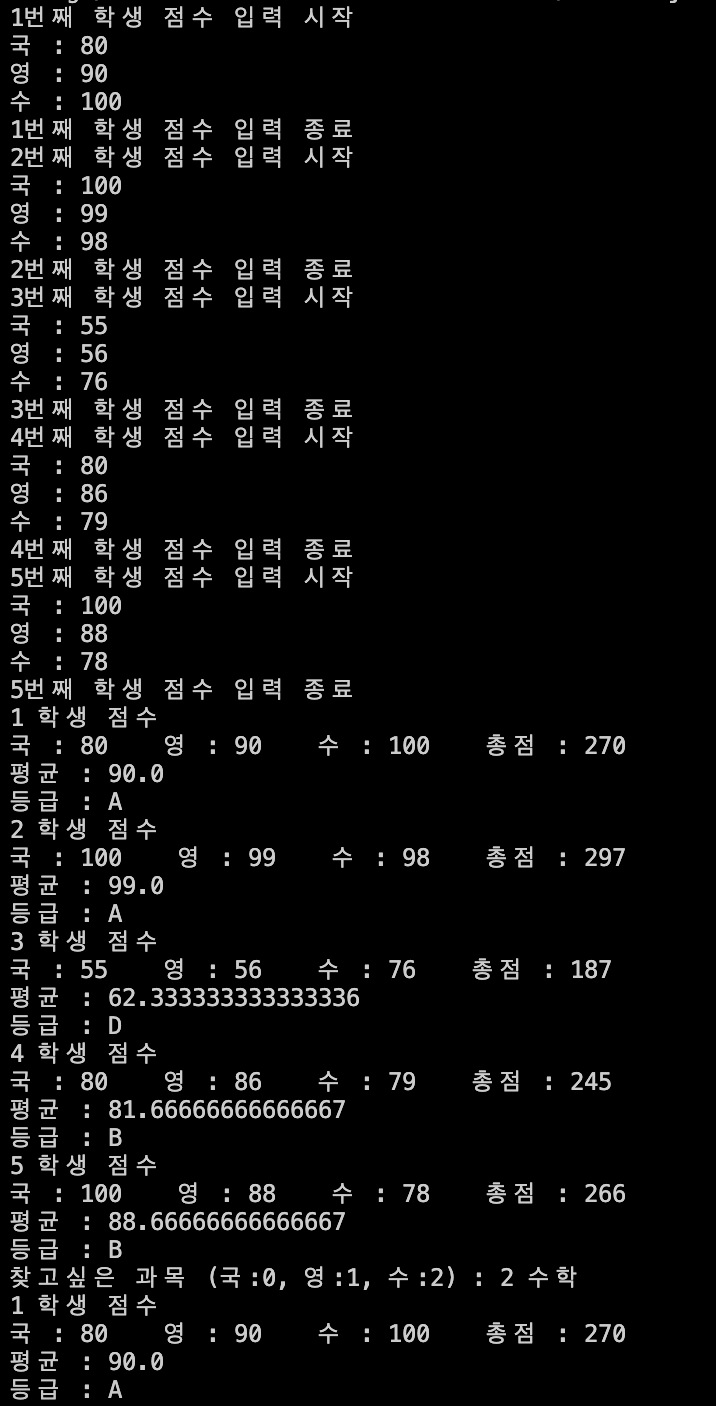 1번째 학생 점수 입력 시작
국 : 80
영 : 90
수 : 100
1번째 학생 점수 입력 종료
2번째 학생 점수 입력 시작
국 : 100
영 : 99
수 : 98
2번째 학생 점수 입력 종료
3번째 학생 점수 입력 시작
국 : 55
영 : 56
수 : 76
3번째 학생 점수 입력 종료
4번째 학생 점수 입력 시작
국 : 80
영 : 86
수 : 79
4번째 학생 점수 입력 종료
5번째 학생 점수 입력 시작
국 : 100
영 : 88
수 : 78
5번째 학생 점수 입력 종료
1 학생 점수
국 : 80 영 : 90 수 : 100 총점 : 270
평균 : 90.0
등급 : A
2 학생 점수
국 : 100 영 : 99 수 : 98 총점 : 297
평균 : 99.0
등급 : A
3 학생 점수
국 : 55 영 : 56 수 : 76 총점 : 187
평균 : 62.333333333333336
등급 : D
4 학생 점수
국 : 80 영 : 86 수 : 79 총점 : 245
평균 : 81.66666666666667
등급 : B
5 학생 점수
국 : 100 영 : 88 수 : 78 총점 : 266
평균 : 88.66666666666667
등급 : B
찾고싶은 과목 (국:0, 영:1, 수:2) : 2 수학
1 학생 점수
국 : 80 영 : 90 수 : 100 총점 : 270
평균 : 90.0
등급 : A